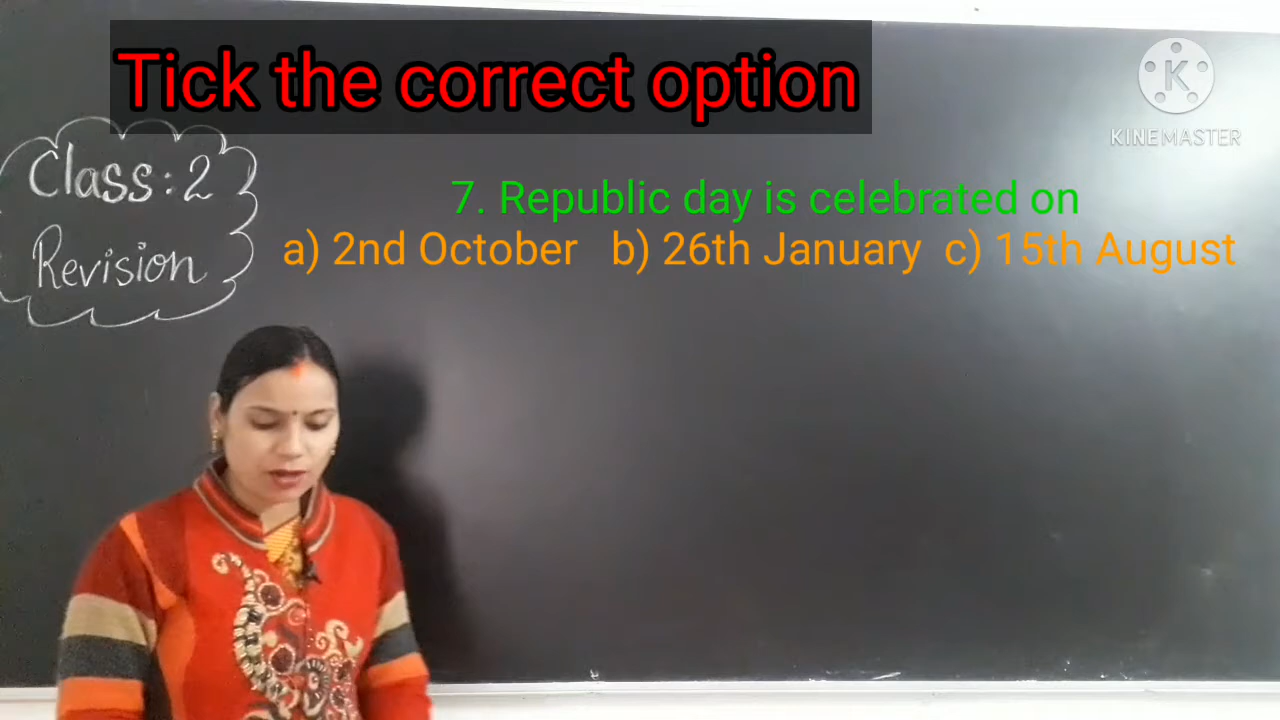 Tick the correct option
KINEMASTER
Class:2
Revision
7. Republic day is celebrated on
a) 2nd October b) 26th January c) 15th August